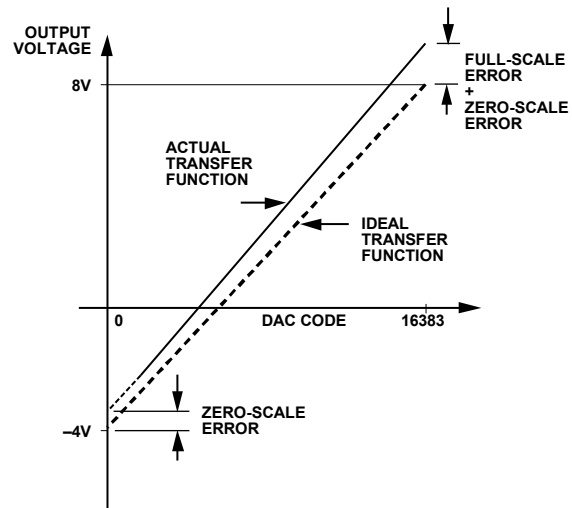 OUTPUT
VOLTAGE
8V
FULL-SCALE
ERROR
+
ZERO-SCALE
ERROR
ACTUAL
TRANSFER
FUNCTION
IDEAL
TRANSFER
FUNCTION
0
DAC CODE
16383
ZERO-SCALE
ERROR
–4V